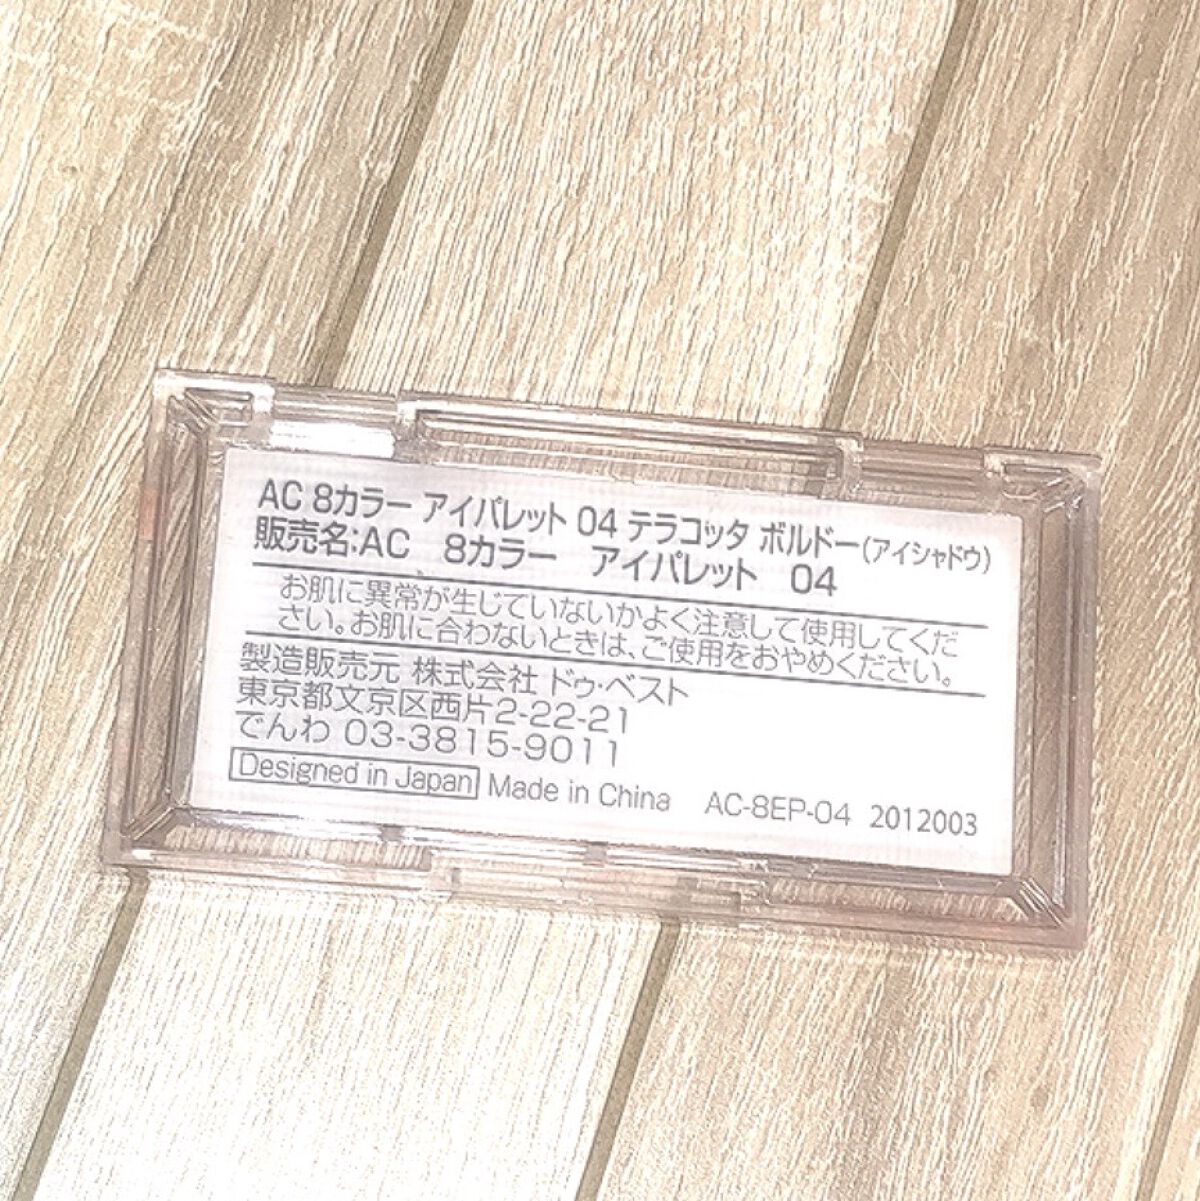 AC 8カラー アイパレット 04 テラコッタ ボルドー(アイシャドウ)
販売名:AC　8カラー　アイパレット　04
お肌に異常が生じていないかよく注意して使用してくだ
さい。お肌に合わないときは、ご使用をおやめください。
製造販売元 株式会社 ドゥ・ベスト
東京都文京区西片2-22-21
でんわ 03-3815-9011
Designed in Japan Made in China AC-8EP-04 2012003